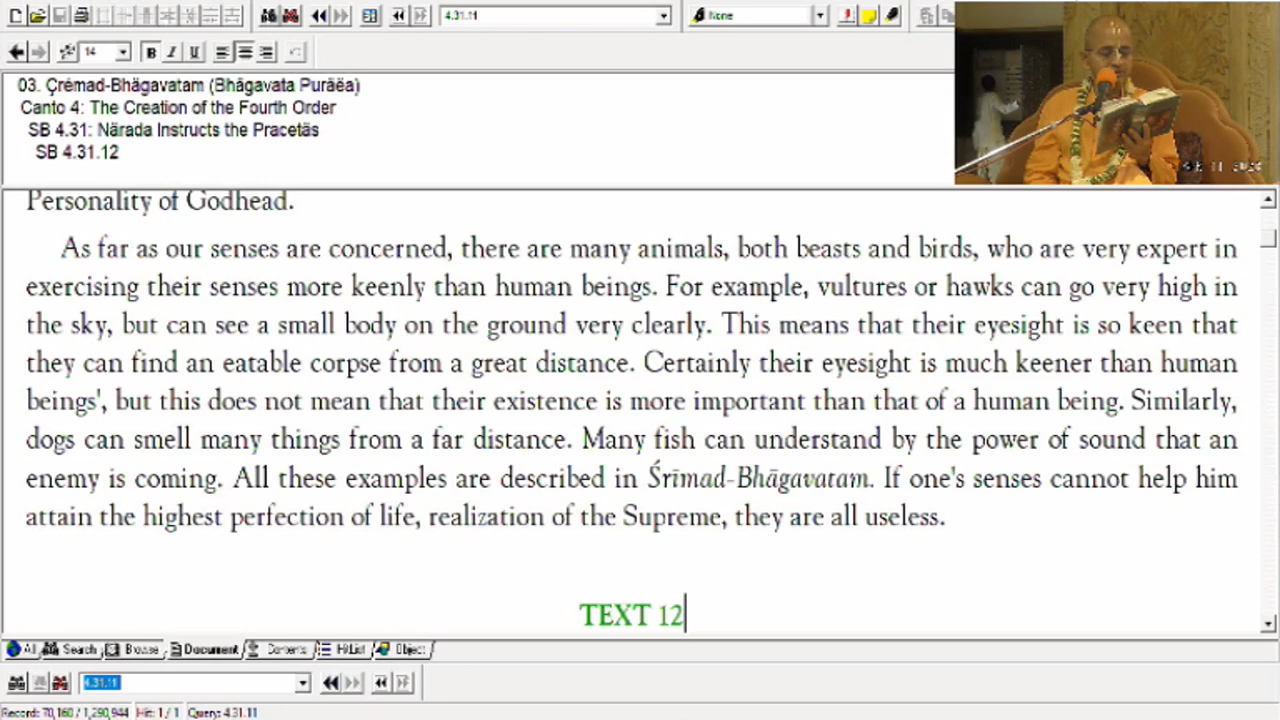 4.31.11
None
14
B I U
03. Çrémad-Bhägavatam (Bhägavata Puräëa)
Canto 4: The Creation of the Fourth Order
SB 4.31: Närada Instructs the Pracetäs
SB 4.31.12
Personality of Godhead.
As far as our senses are concerned, there are many animals, both beasts and birds, who are very expert in
exercising their senses more keenly than human beings. For example, vultures or hawks can go very high in
the sky, but can see a small body on the ground very clearly. This means that their eyesight is so keen that
they can find an eatable corpse from a great distance. Certainly their eyesight is much keener than human
beings', but this does not mean that their existence is more important than that of a human being. Similarly,
dogs can smell many things from a far distance. Many fish can understand by the power of sound that an
enemy is coming. All these examples are described in Śrīmad-Bhāgavatam. If one's senses cannot help him
attain the highest perfection of life, realization of the Supreme, they are all useless.
TEXT 12
All Search Browse Document Contents HitList Object
4.31.11
Record: 70,160 / 1,290,944 Hit: 1 / 1 Query: 4.31.11